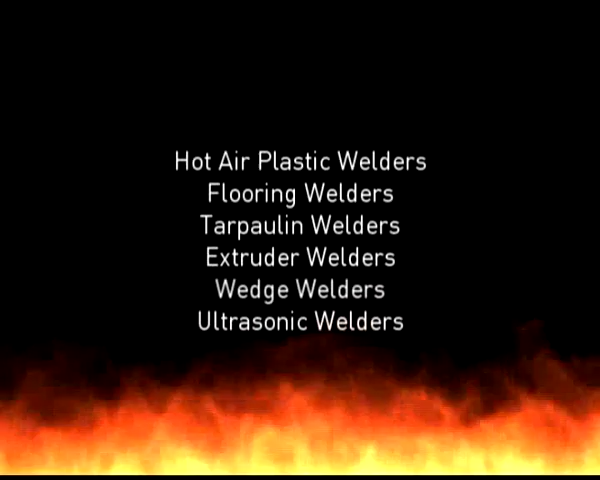 Hot Air Plastic Welders
Flooring Welders
Tarpaulin Welders
Extruder Welders
Wedge Welders
Ultrasonic Welders